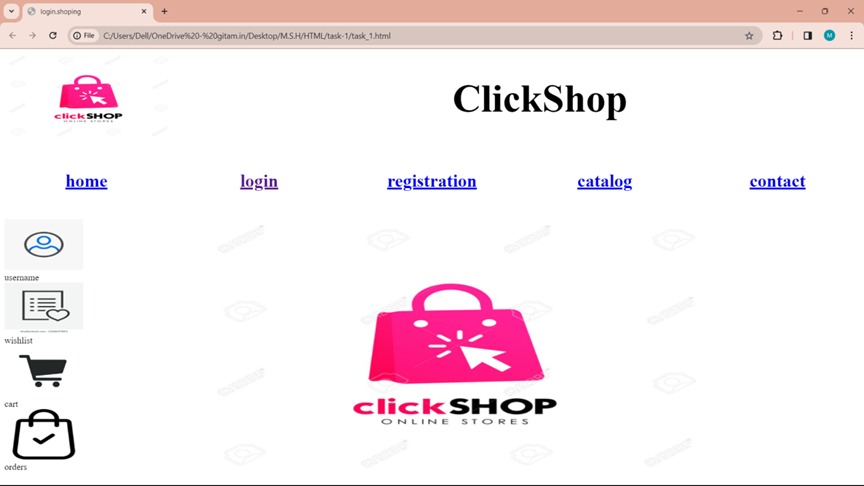 login.shoping
File
C:/Users/Dell/OneDrive%20-%20gitam.in/Desktop/M.S.H/HTML/task-1/task_1.html
M
clickSHOP
ONLINE STORES
ClickShop
home login registration catalog contact
username
wishlist
cart
orders
clickSHOP
ONLINE STORES